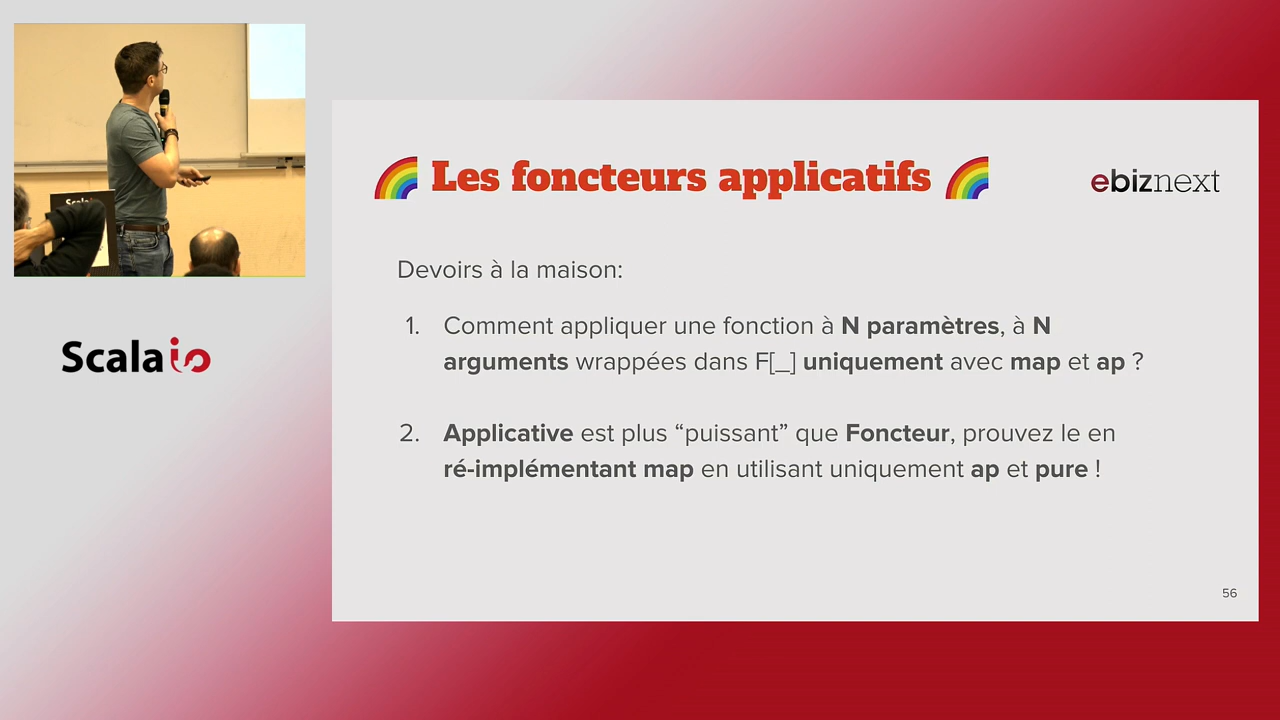 Scala
Scalaio
Les foncteurs applicatifs
ebiznext
Devoirs à la maison:
1. Comment appliquer une fonction à N paramètres, à N
arguments wrappées dans F[_] uniquement avec map et ap ?
2. Applicative est plus “puissant” que Foncteur, prouvez le en
ré-implémentant map en utilisant uniquement ap et pure !
56